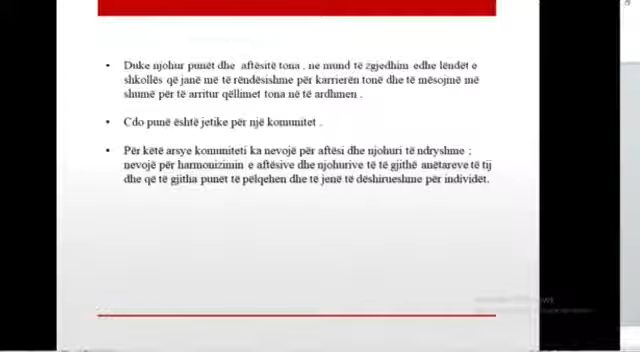 Duke njohur punët dhe aftësitë tona , ne mund të zgjedhim edhe lëndët e
shkollës që janë më të rëndësishme për karrierën tonë dhe të mësojmë më
shumë për të arritur qëllimet tona në të ardhmen .
Cdo punë është jetike për një komunitet .
Për këtë arsye komuniteti ka nevojë për aftësi dhe njohuri të ndryshme ;
nevojë për harmonizimin e aftësive dhe njohurive të të gjithë anëtareve të tij
dhe që të gjitha punët të pëlqehen dhe të jenë të dëshirueshme për individët.